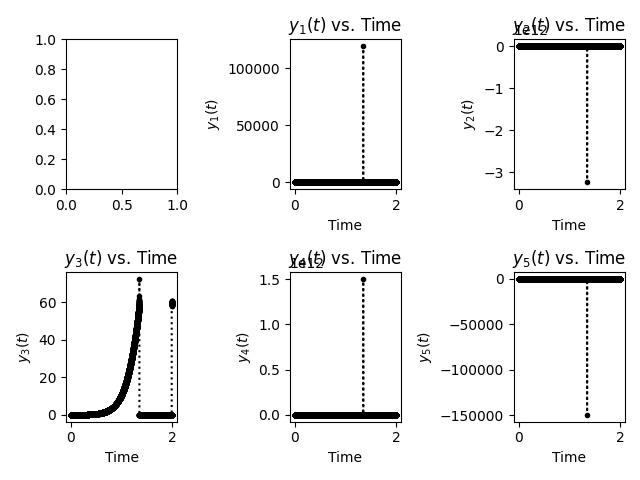 y₁(t) vs. Time
y₂(t) vs. Time
1e12
1.0
0.8
0.6
0.4
0.2
0.0
0.0 0.5 1.0
100000
50000
0
y₁(t)
0 2
Time
0
−1
−2
−3
y₂(t)
0 2
Time
y₃(t) vs. Time
60
40
20
0
y₃(t)
0 2
Time
y₄(t) vs. Time
1e12
1.5
1.0
0.5
0.0
y₄(t)
0 2
Time
y₅(t) vs. Time
0
−50000
−100000
−150000
y₅(t)
0 2
Time